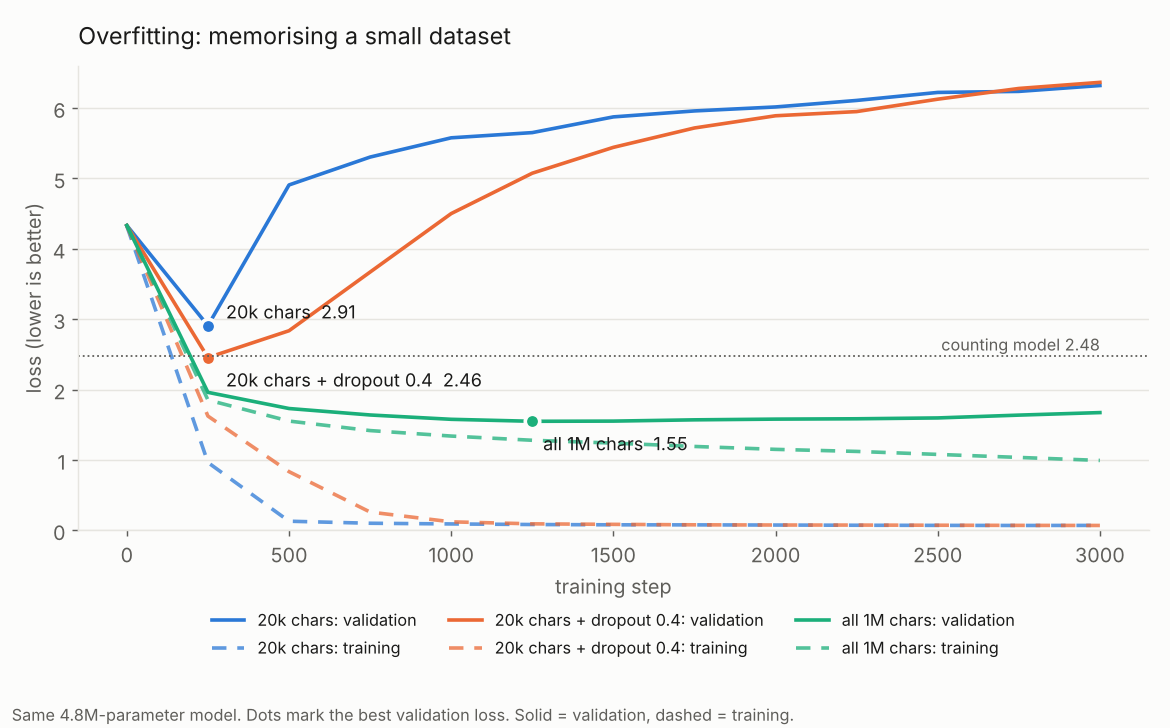 Overfitting: memorising a small dataset
loss (lower is better)
6
5
4
3
2
1
0
20k chars 2.91
counting model 2.48
20k chars + dropout 0.4 2.46
all 1M chars 1.55
0 500 1000 1500 2000 2500 3000
training step
20k chars: validation 20k chars + dropout 0.4: validation all 1M chars: validation
20k chars: training 20k chars + dropout 0.4: training all 1M chars: training
Same 4.8M-parameter model. Dots mark the best validation loss. Solid = validation, dashed = training.